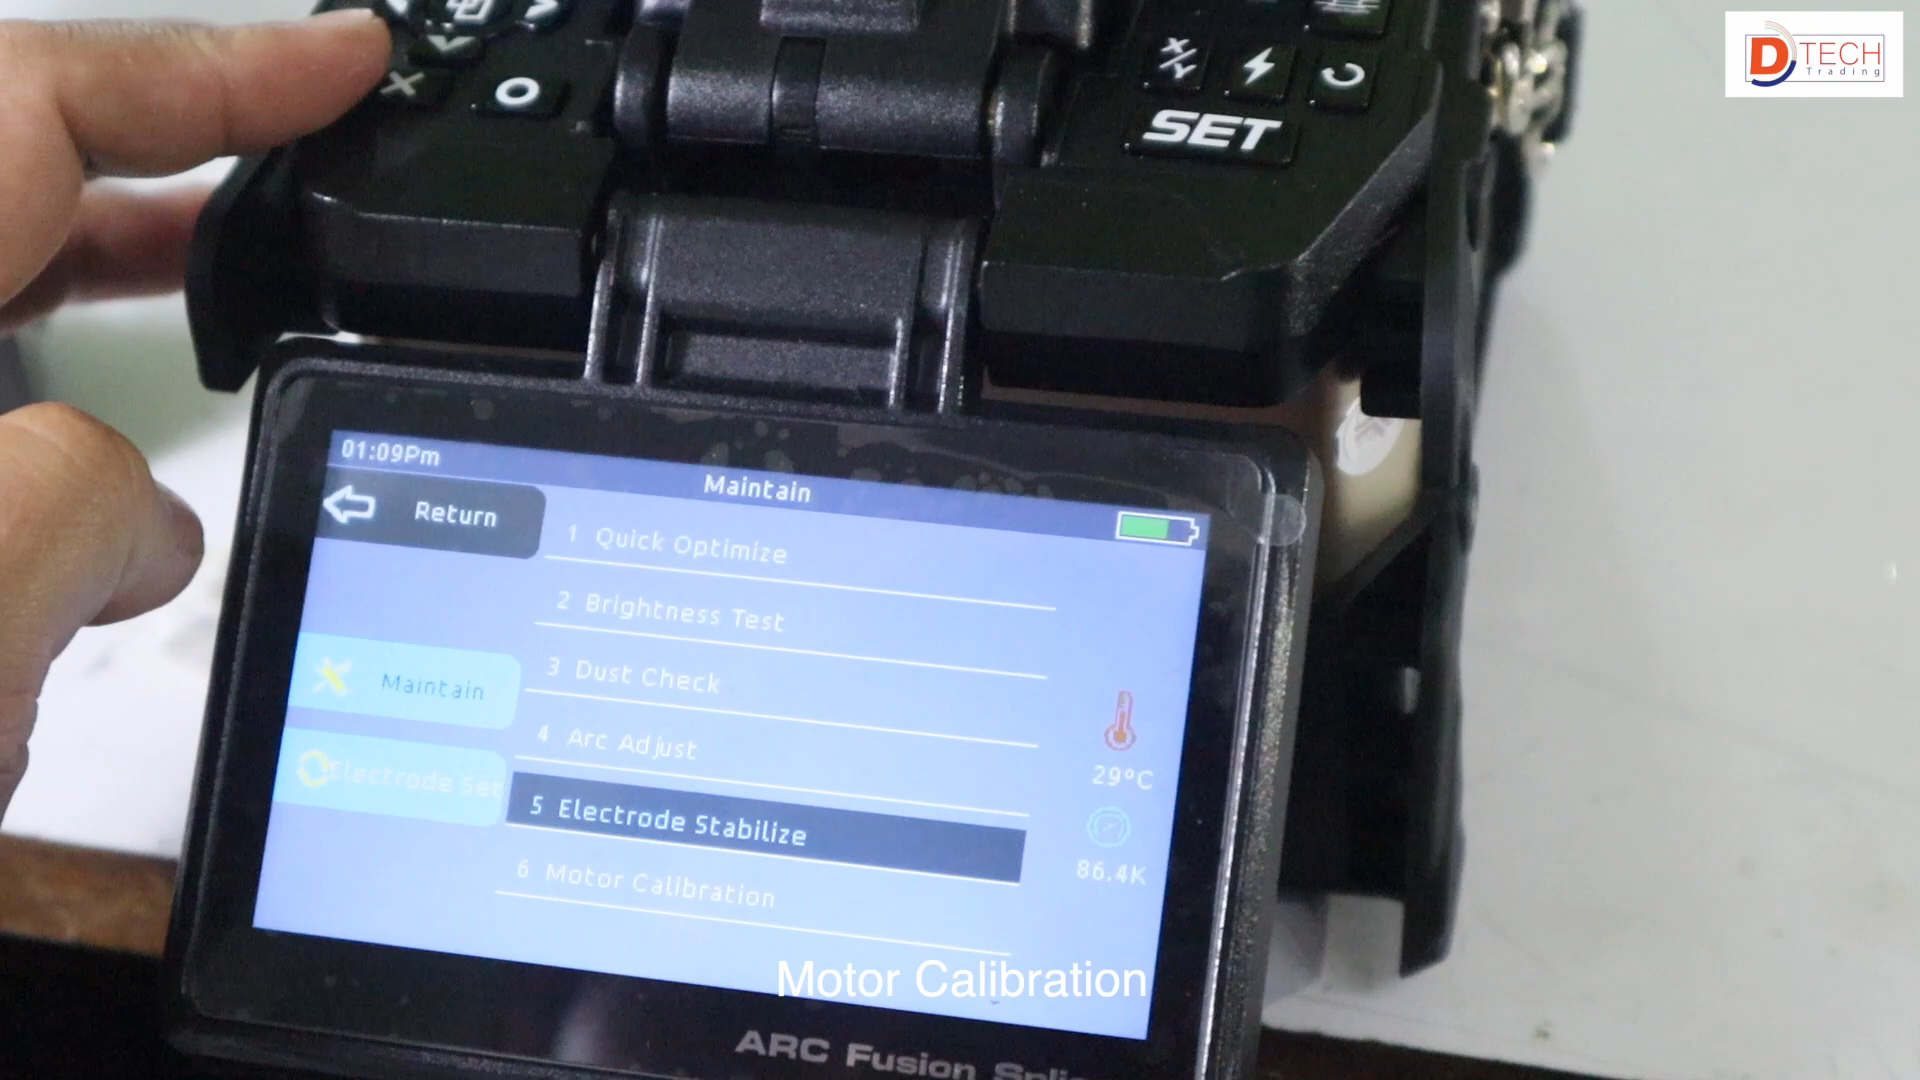 D TECH
Trading
X/Y
SET
01:09Pm
Maintain
Return
1 Quick Optimize
2 Brightness Test
3 Dust Check
Maintain
4 Arc Adjust
29°C
Electrode Set
5 Electrode Stabilize
86.4K
6 Motor Calibration
Motor Calibration
ARC Fusion